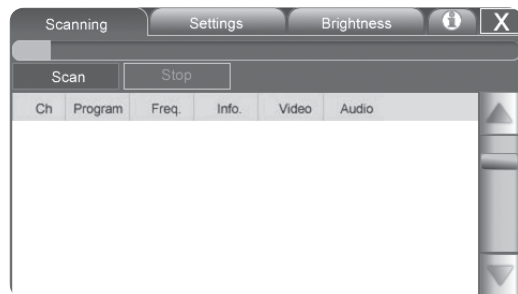 Scanning Settings Brightness i X
Scan Stop
Ch Program Freq. Info. Video Audio